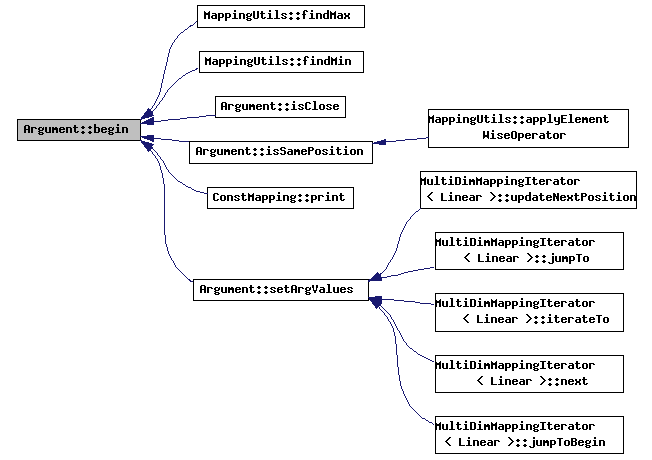 MappingUtils::findMax
MappingUtils::findMin
Argument::isClose
Argument::begin
Argument::isSamePosition
MappingUtils::applyElement
WiseOperator
ConstMapping::print
MultiDimMappingIterator
< Linear >::updateNextPosition
MultiDimMappingIterator
< Linear >::jumpTo
Argument::setArgValues
MultiDimMappingIterator
< Linear >::iterateTo
MultiDimMappingIterator
< Linear >::next
MultiDimMappingIterator
< Linear >::jumpToBegin